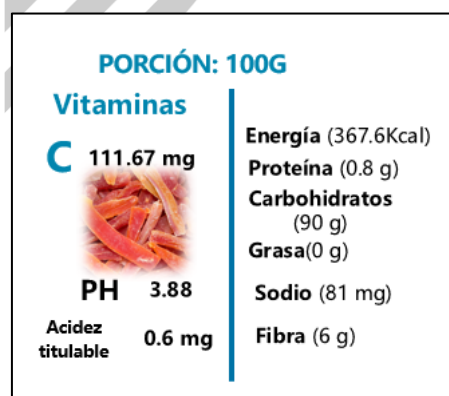 PORCIÓN: 100G
Vitaminas
C 111.67 mg
PH 3.88
Acidez
titulable 0.6 mg
Energía (367.6Kcal)
Proteína (0.8 g)
Carbohidratos
(90 g)
Grasa(0 g)
Sodio (81 mg)
Fibra (6 g)